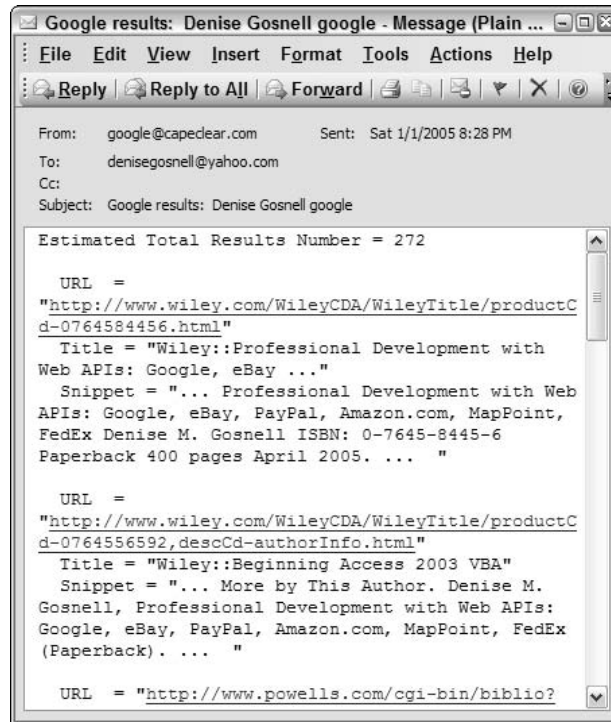 Google results: Denise Gosnell google - Message (Plain ...
File Edit View Insert Format Tools Actions Help
Reply Reply to All Forward
From: google@capeclear.com Sent: Sat 1/1/2005 8:28 PM
To: denisegosnell@yahoo.com
Cc:
Subject: Google results: Denise Gosnell google
Estimated Total Results Number = 272
URL =
"http://www.wiley.com/WileyCDA/WileyTitle/productC
d-0764584456.html"
Title = "Wiley::Professional Development with
Web APIs: Google, eBay ..."
Snippet = "... Professional Development with Web
APIs: Google, eBay, PayPal, Amazon.com, MapPoint,
FedEx Denise M. Gosnell ISBN: 0-7645-8445-6
Paperback 400 pages April 2005. ... "
URL =
"http://www.wiley.com/WileyCDA/WileyTitle/productC
d-0764556592,descCd-authorInfo.html"
Title = "Wiley::Beginning Access 2003 VBA"
Snippet = "... More by This Author. Denise M.
Gosnell, Professional Development with Web APIs:
Google, eBay, PayPal, Amazon.com, MapPoint, FedEx
(Paperback). ... "
URL = "http://www.powells.com/cgi-bin/biblio?